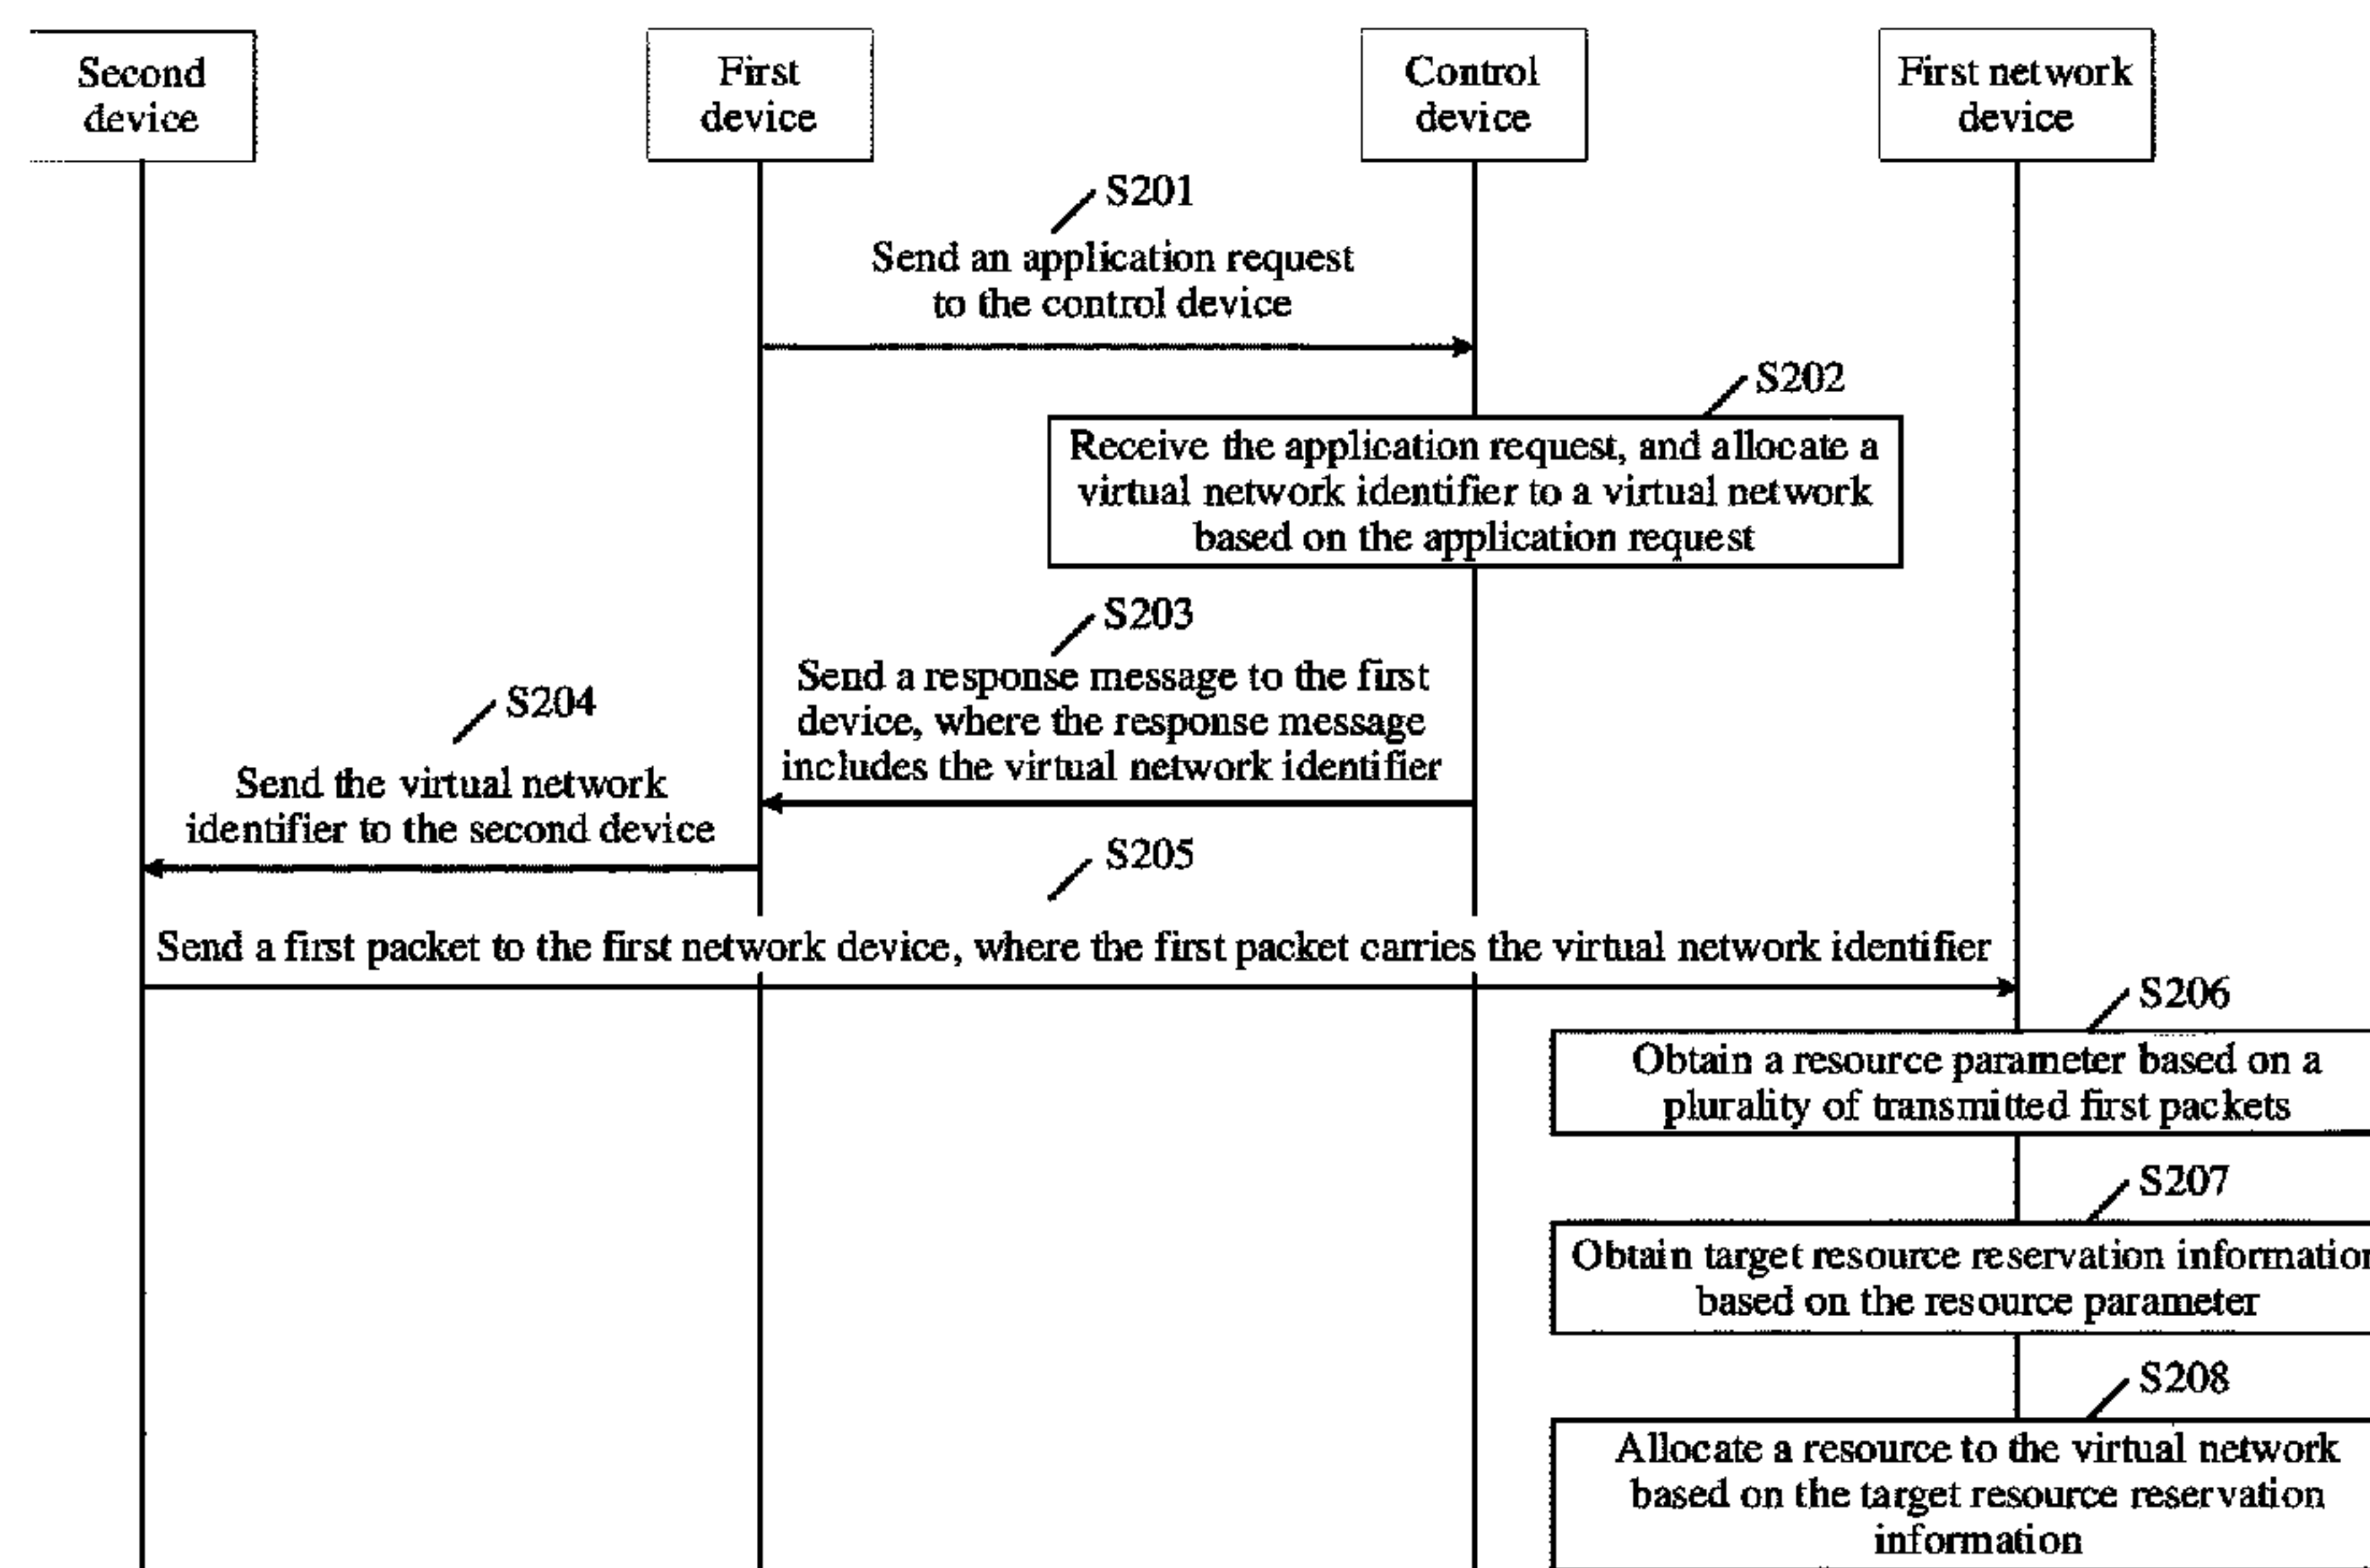 Second
device
First
device
Control
device
First network
device
S201
Send an application request
to the control device
S202
Receive the application request, and allocate a
virtual network identifier to a virtual network
based on the application request
S203
Send a response message to the first
device, where the response message
includes the virtual network identifier
S204
Send the virtual network
identifier to the second device
S205
Send a first packet to the first network device, where the first packet carries the virtual network identifier
S206
Obtain a resource parameter based on a
plurality of transmitted first packets
S207
Obtain target resource reservation information
based on the resource parameter
S208
Allocate a resource to the virtual network
based on the target resource reservation
information